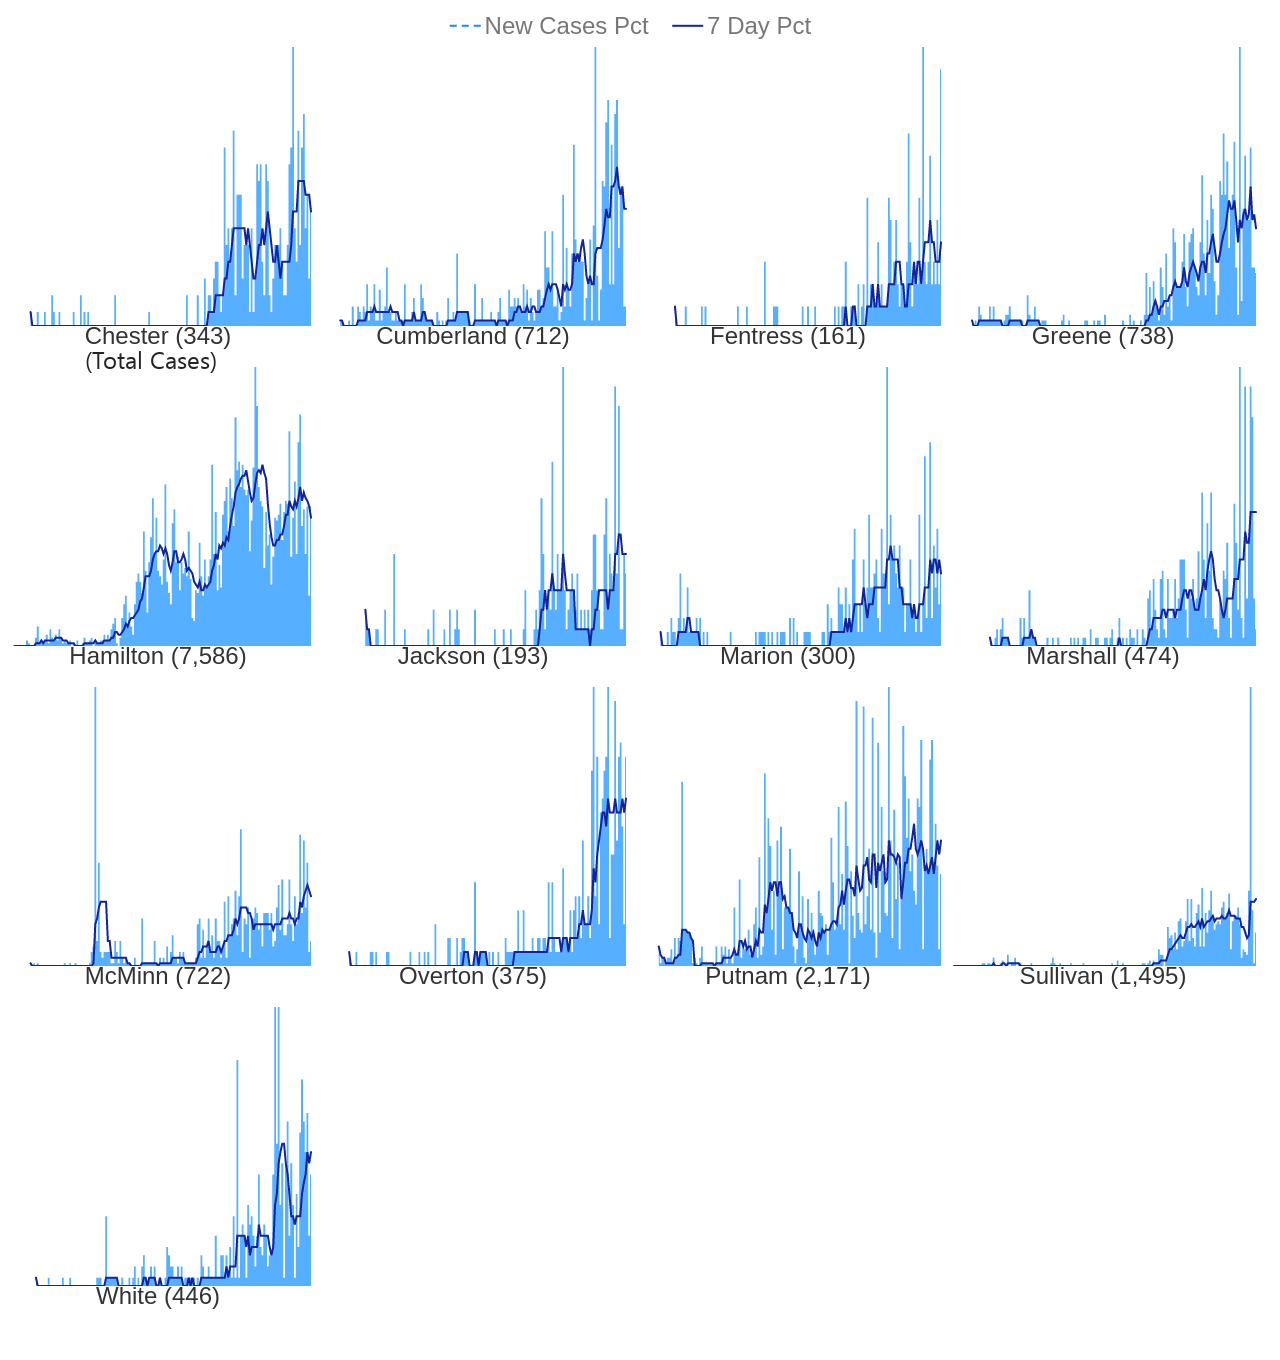 New Cases Pct 7 Day Pct
Chester (343) Cumberland (712) Fentress (161) Greene (738)
(Total Cases)
Hamilton (7,586) Jackson (193) Marion (300) Marshall (474)
McMinn (722) Overton (375) Putnam (2,171) Sullivan (1,495)
White (446)